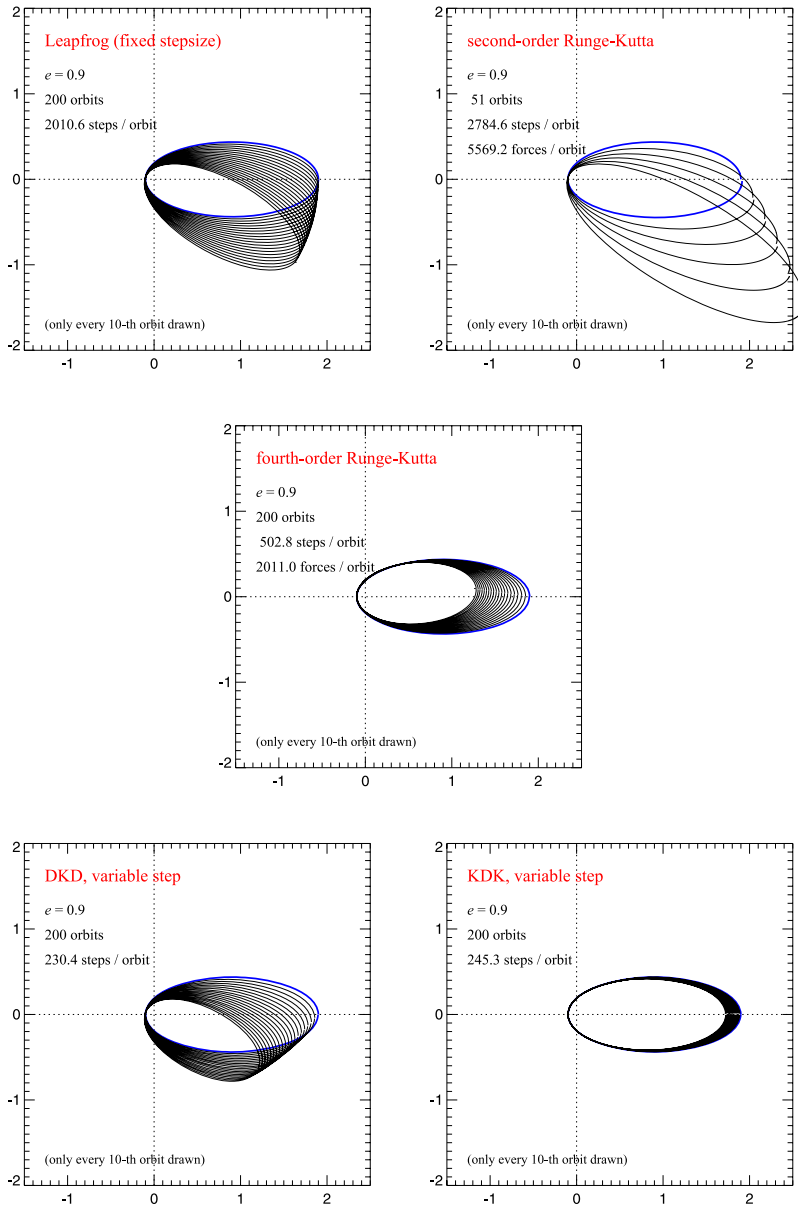 Leapfrog (fixed stepsize)
e = 0.9
200 orbits
2010.6 steps / orbit
(only every 10-th orbit drawn)
2
1
0
-1
-2
-1
0
1
2
second-order Runge-Kutta
e = 0.9
51 orbits
2784.6 steps / orbit
5569.2 forces / orbit
(only every 10-th orbit drawn)
2
1
0
-1
-2
-1
0
1
2
fourth-order Runge-Kutta
e = 0.9
200 orbits
502.8 steps / orbit
2011.0 forces / orbit
(only every 10-th orbit drawn)
2
1
0
-1
-2
-1
0
1
2
DKD, variable step
e = 0.9
200 orbits
230.4 steps / orbit
(only every 10-th orbit drawn)
2
1
0
-1
-2
-1
0
1
2
KDK, variable step
e = 0.9
200 orbits
245.3 steps / orbit
(only every 10-th orbit drawn)
2
1
0
-1
-2
-1
0
1
2